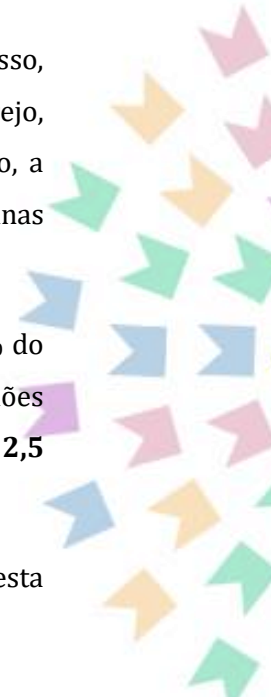 sso,
ejo,
o, a
nas
do
ões
2,5
esta